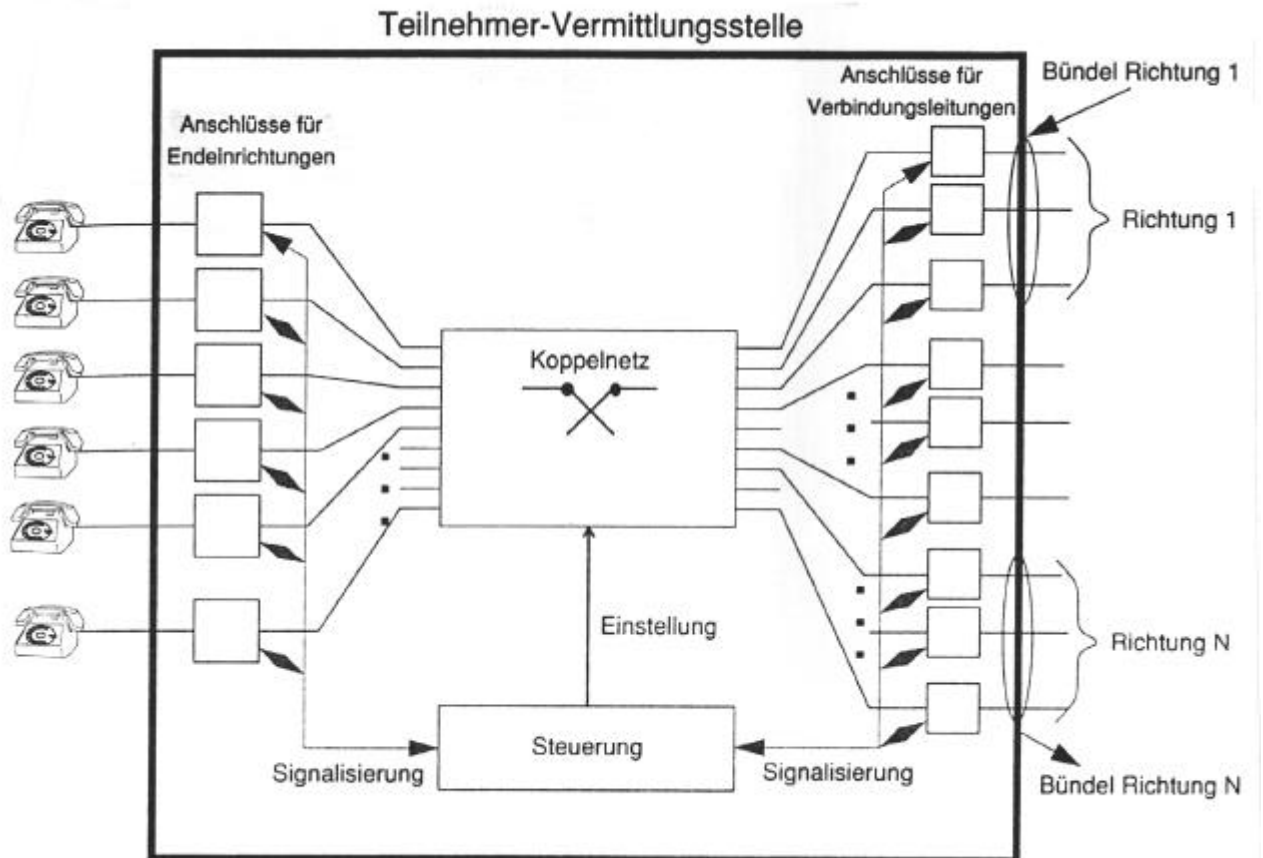 Teilnehmer-Vermittlungsstelle
Anschlüsse für
Endeinrichtungen
Anschlüsse für
Verbindungsleitungen
Bündel Richtung 1
Richtung 1
Koppelnetz
Einstellung
Richtung N
Steuerung
Signalisierung
Signalisierung
Bündel Richtung N